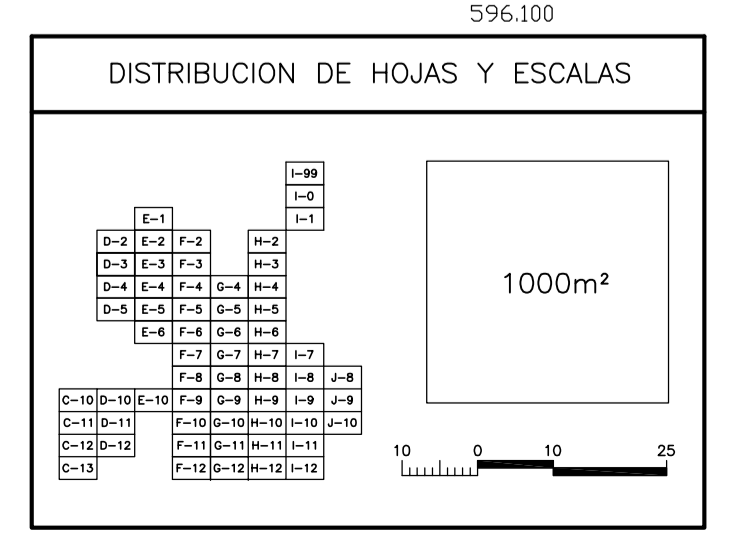 596.100
DISTRIBUCION DE HOJAS Y ESCALAS
I-99
I-0
E-1 I-1
D-2 E-2 F-2 H-2
D-3 E-3 F-3 H-3
D-4 E-4 F-4 G-4 H-4
D-5 E-5 F-5 G-5 H-5
E-6 F-6 G-6 H-6
F-7 G-7 H-7 I-7
F-8 G-8 H-8 I-8 J-8
C-10 D-10 E-10 F-9 G-9 H-9 I-9 J-9
C-11 D-11 F-10 G-10 H-10 I-10 J-10
C-12 D-12 F-11 G-11 H-11 I-11
C-13 F-12 G-12 H-12 I-12
1000m²
10 0 10 25